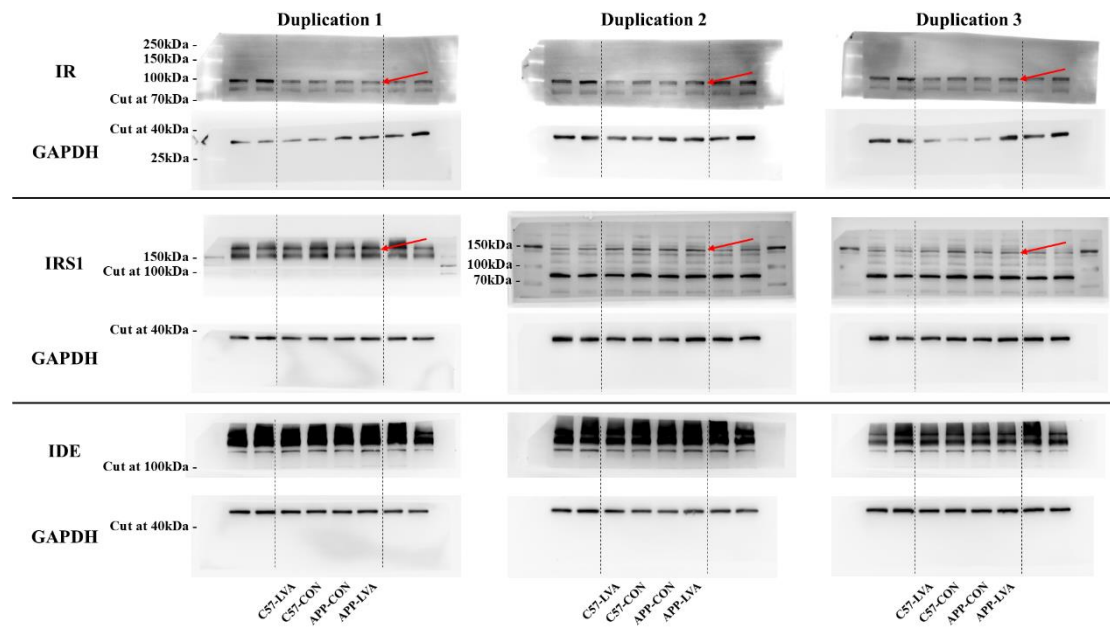 Duplication 1
Duplication 2
Duplication 3
IR
250kDa -
150kDa -
100kDa -
Cut at 70kDa -
GAPDH
Cut at 40kDa -
25kDa -
IRS1
150kDa -
Cut at 100kDa -
150kDa -
100kDa -
70kDa -
GAPDH
Cut at 40kDa -
IDE
Cut at 100kDa -
GAPDH
Cut at 40kDa -
C57-LVA
C57-CON
APP-CON
APP-LVA
C57-LVA
C57-CON
APP-CON
APP-LVA
C57-LVA
C57-CON
APP-CON
APP-LVA